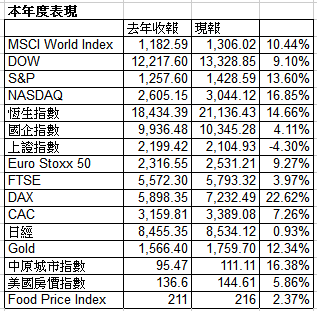 本年度表現
去年收報 現報
MSCI World Index 1,182.59 1,306.02 10.44%
DOW 12,217.60 13,328.85 9.10%
S&P 1,257.60 1,428.59 13.60%
NASDAQ 2,605.15 3,044.12 16.85%
恆生指數 18,434.39 21,136.43 14.66%
國企指數 9,936.48 10,345.28 4.11%
上證指數 2,199.42 2,104.93 -4.30%
Euro Stoxx 50 2,316.55 2,531.21 9.27%
FTSE 5,572.30 5,793.32 3.97%
DAX 5,898.35 7,232.49 22.62%
CAC 3,159.81 3,389.08 7.26%
日經 8,455.35 8,534.12 0.93%
Gold 1,566.40 1,759.70 12.34%
中原城市指數 95.47 111.11 16.38%
美國房價指數 136.6 144.61 5.86%
Food Price Index 211 216 2.37%